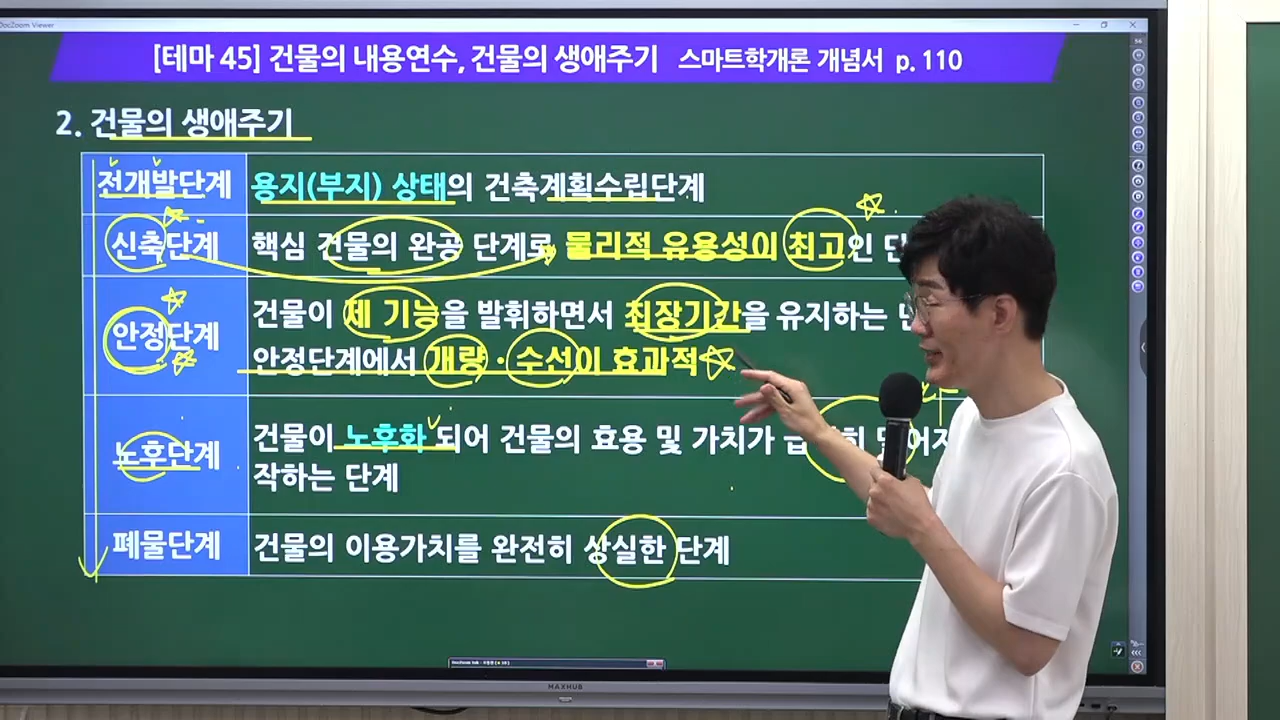 DocZoom Viewer
[테마 45] 건물의 내용연수, 건물의 생애주기 스마트학개론 개념서 p. 110
2. 건물의 생애주기
전개발단계 용지(부지) 상태의 건축계획수립단계
신축단계 핵심 건물의 완공 단계로 물리적 유용성이 최고인 단
안정단계 건물이 제 기능을 발휘하면서 최장기간을 유지하는
안정단계에서 개량·수선이 효과적
노후단계 건물이 노후화 되어 건물의 효용 및 가치가
작하는 단계
폐물단계 건물의 이용가치를 완전히 상실한 단계
MAXHUB